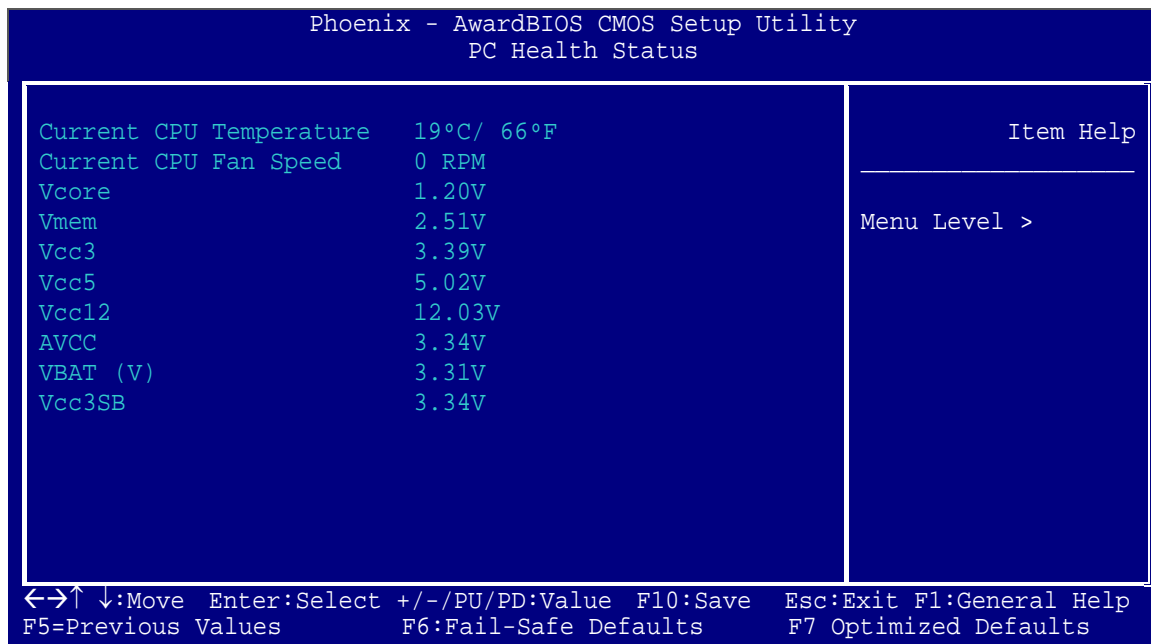 Phoenix - AwardBIOS CMOS Setup Utility
PC Health Status
Current CPU Temperature 19ºC/ 66ºF
Current CPU Fan Speed 0 RPM
Vcore 1.20V
Vmem 2.51V
Vcc3 3.39V
Vcc5 5.02V
Vcc12 12.03V
AVCC 3.34V
VBAT (V) 3.31V
Vcc3SB 3.34V
Item Help
Menu Level >
←→↑ ↓:Move Enter:Select +/-/PU/PD:Value F10:Save Esc:Exit F1:General Help
F5=Previous Values F6:Fail-Safe Defaults F7 Optimized Defaults